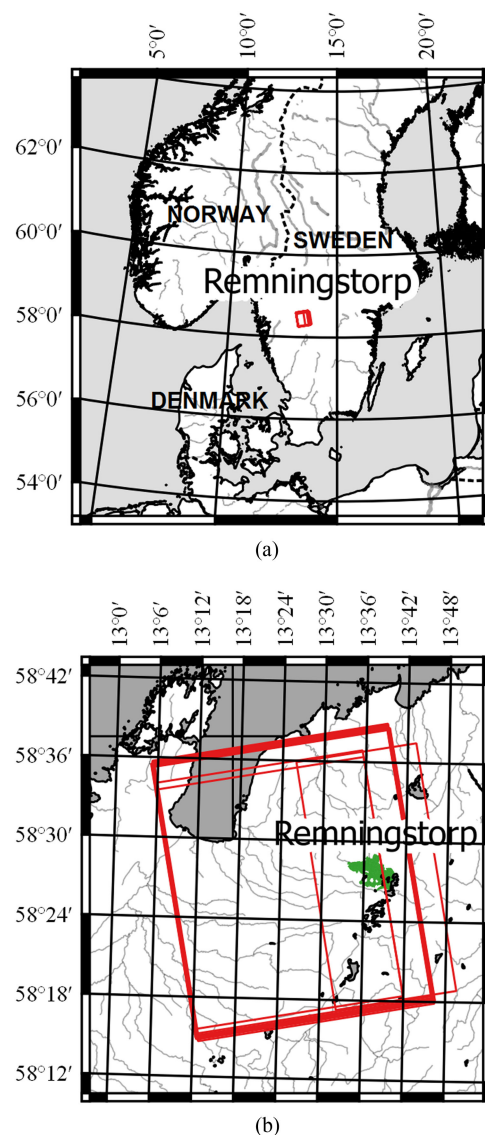 5°0′ 10°0′ 15°0′ 20°0′
62°0′
NORWAY
60°0′
SWEDEN
Remningstorp
58°0′
DENMARK
56°0′
54°0′
(a)
13°0′ 13°6′ 13°12′ 13°24′ 13°30′ 13°36′ 13°42′ 13°48′
58°42′
58°36′
58°30′
Remningstorp
58°24′
58°18′
58°12′
(b)